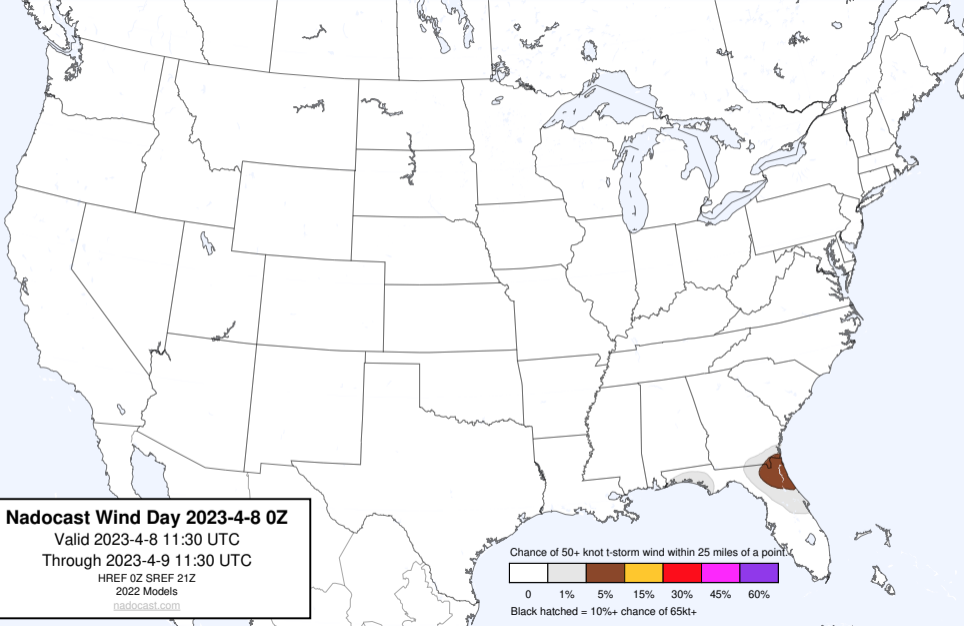 Nadocast Wind Day 2023-4-8 0Z
Valid 2023-4-8 11:30 UTC
Through 2023-4-9 11:30 UTC
HREF 0Z SREF 21Z
2022 Models
nadocast.com
Chance of 50+ knot t-storm wind within 25 miles of a point.
0 1% 5% 15% 30% 45% 60%
Black hatched = 10%+ chance of 65kt+